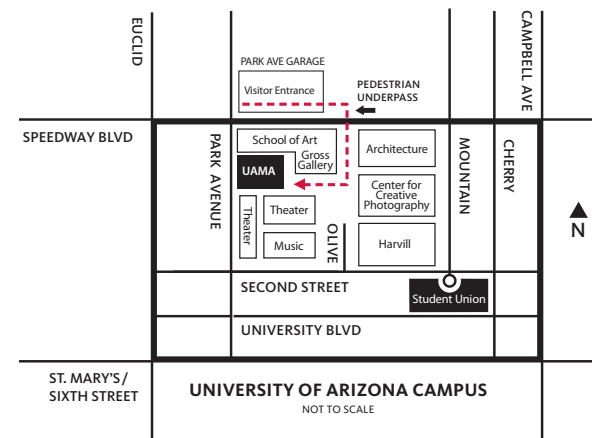 EUCLID
CAMPBELL AVE
PARK AVE GARAGE
Visitor Entrance
PEDESTRIAN
UNDERPASS
SPEEDWAY BLVD
PARK AVENUE
School of Art
Gross
Gallery
UAMA
Architecture
MOUNTAIN
CHERRY
Center for
Creative
Photography
Theater
Theater
Music
OLIVE
Harvill
N
SECOND STREET
Student Union
UNIVERSITY BLVD
ST. MARY'S/
SIXTH STREET
UNIVERSITY OF ARIZONA CAMPUS
NOT TO SCALE